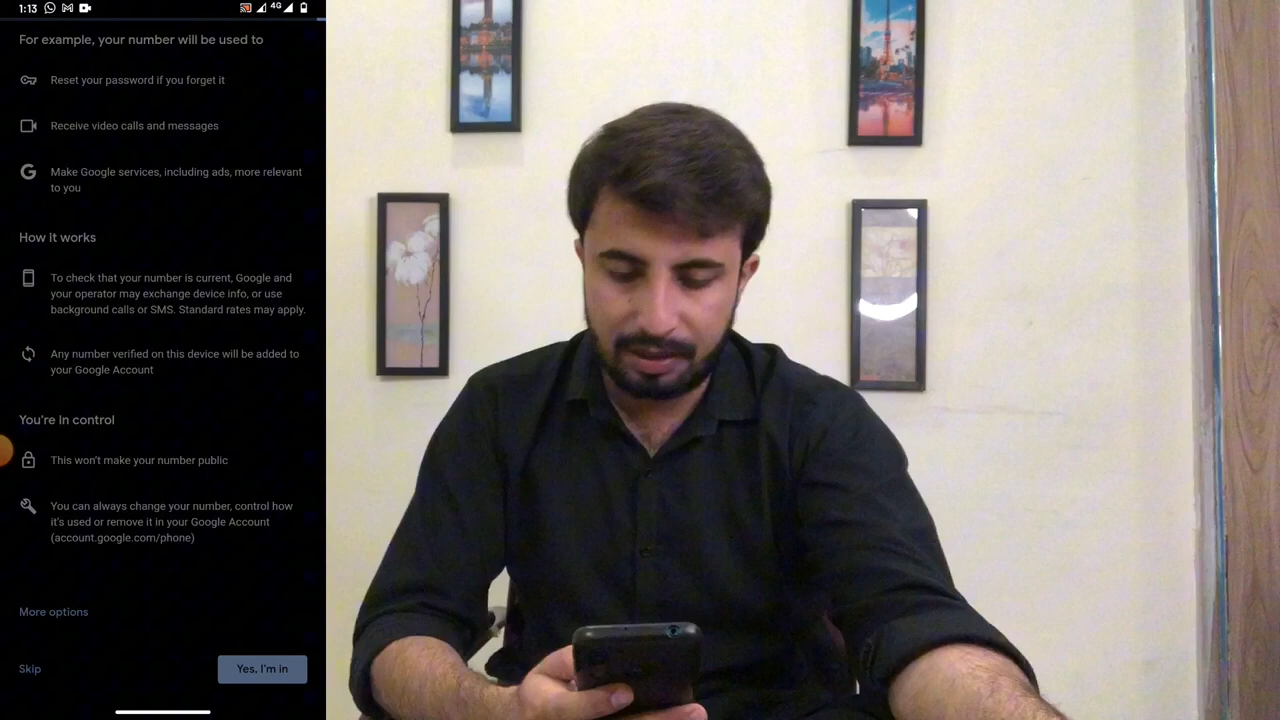 1:13
4G
For example, your number will be used to
Reset your password if you forget it
Receive video calls and messages
Make Google services, including ads, more relevant
to you
How it works
To check that your number is current, Google and
your operator may exchange device info, or use
background calls or SMS. Standard rates may apply.
Any number verified on this device will be added to
your Google Account
You're in control
This won't make your number public
You can always change your number, control how
it's used or remove it in your Google Account
(account.google.com/phone)
More options
Skip
Yes, I'm in